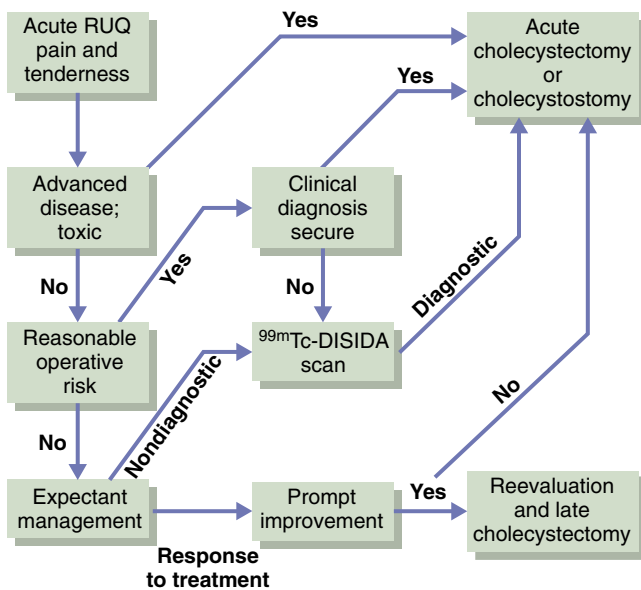 Acute RUQ
pain and
tenderness
Yes
Acute
cholecystectomy
or
cholecystostomy
Yes
Advanced
disease;
toxic
Clinical
diagnosis
secure
No
Yes
No
Diagnostic
Reasonable
operative
risk
99mTc-DISIDA
scan
No
Nondiagnostic
No
Expectant
management
Prompt
improvement
Yes
Reevaluation
and late
cholecystectomy
Response
to treatment